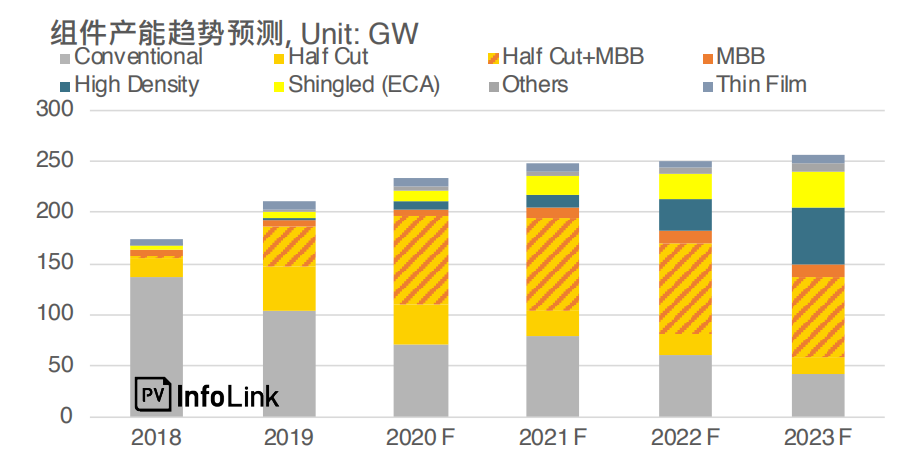 组件产能趋势预测, Unit: GW
Conventional Half Cut Half Cut+MBB MBB
High Density Shingled (ECA) Others Thin Film
300
250
200
150
100
50
0
PV InfoLink
2018 2019 2020 F 2021 F 2022 F 2023 F